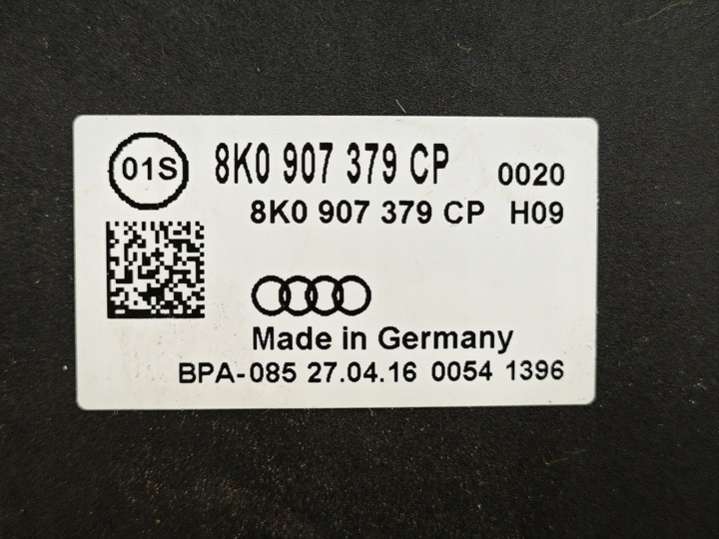 01S 8K0 907 379 CP 0020
8K0 907 379 CP H09
Made in Germany
BPA-085 27.04.16 0054 1396